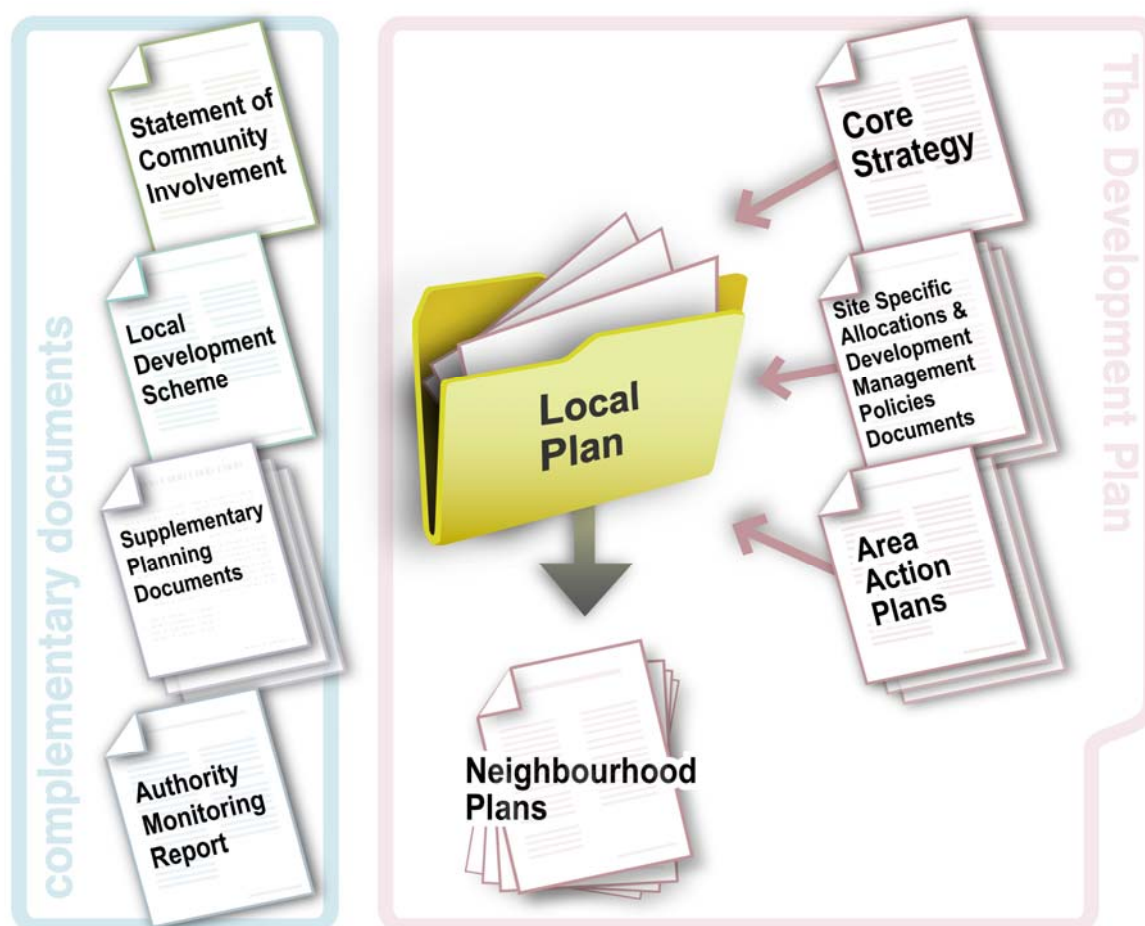 complementary documents
Statement of
Community
Involvement
Local
Development
Scheme
Supplementary
Planning
Documents
Authority
Monitoring
Report
The Development Plan
Local
Plan
Core
Strategy
Site Specific
Allocations &
Development
Management
Policies
Documents
Area
Action
Plans
Neighbourhood
Plans